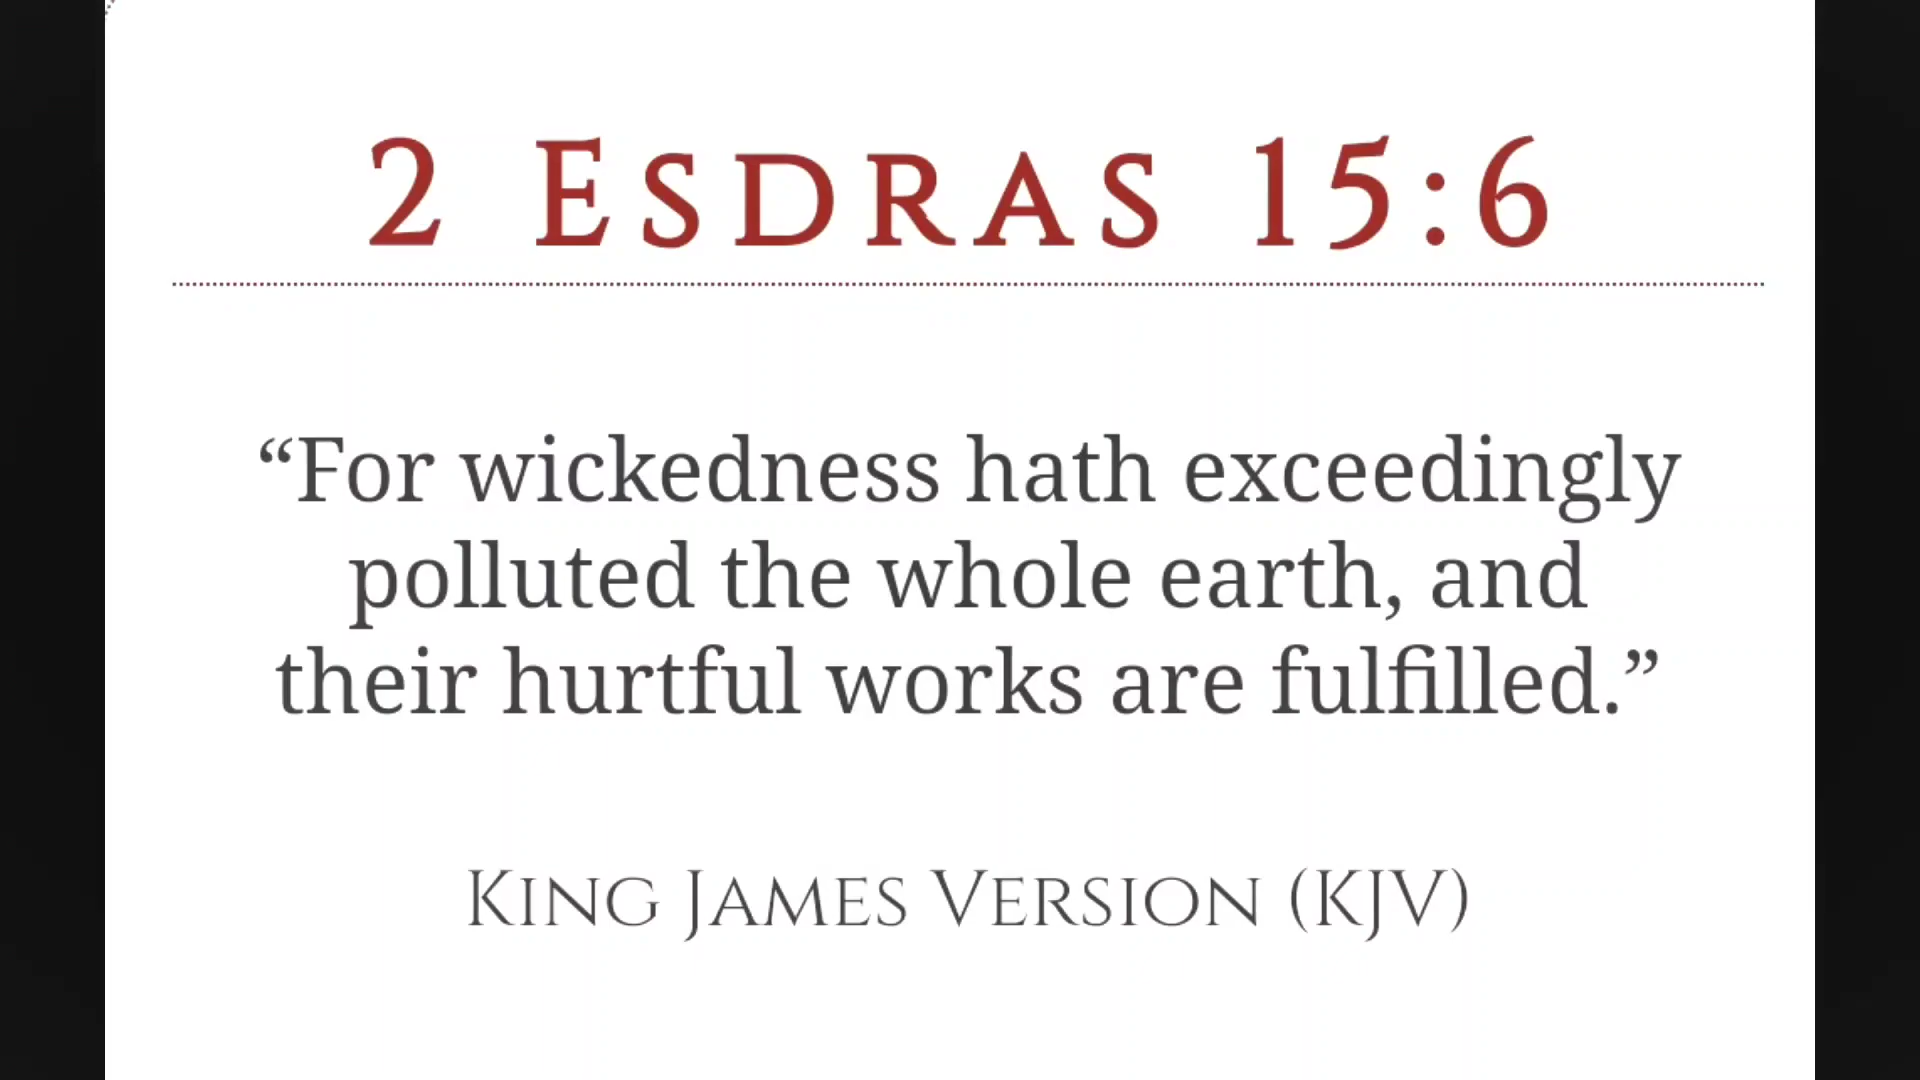 2 Esdras 15:6
“For wickedness hath exceedingly
polluted the whole earth, and
their hurtful works are fulfilled.”
King James Version (KJV)